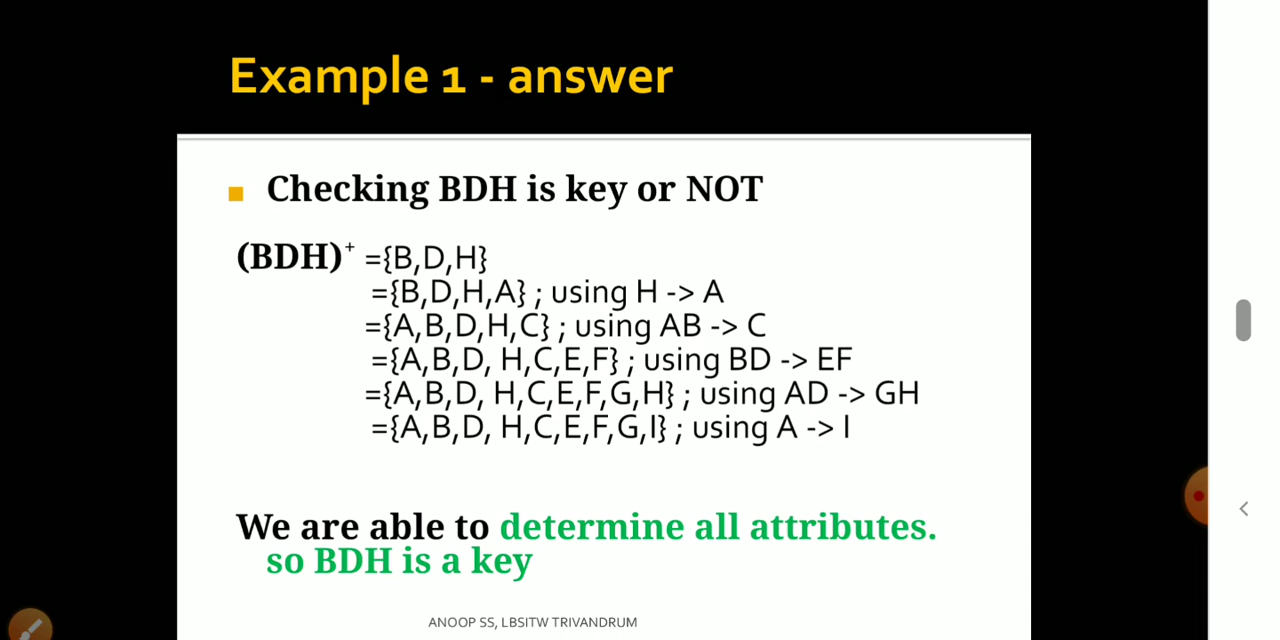 Example 1 - answer
Checking BDH is key or NOT
(BDH)+ ={B,D,H}
={B,D,H,A} ; using H -> A
={A,B,D,H,C} ; using AB -> C
={A,B,D, H,C,E,F} ; using BD -> EF
={A,B,D, H,C,E,F,G,H} ; using AD -> GH
={A,B,D, H,C,E,F,G,I} ; using A -> I
We are able to determine all attributes.
so BDH is a key
ANOOP SS, LBSITW TRIVANDRUM